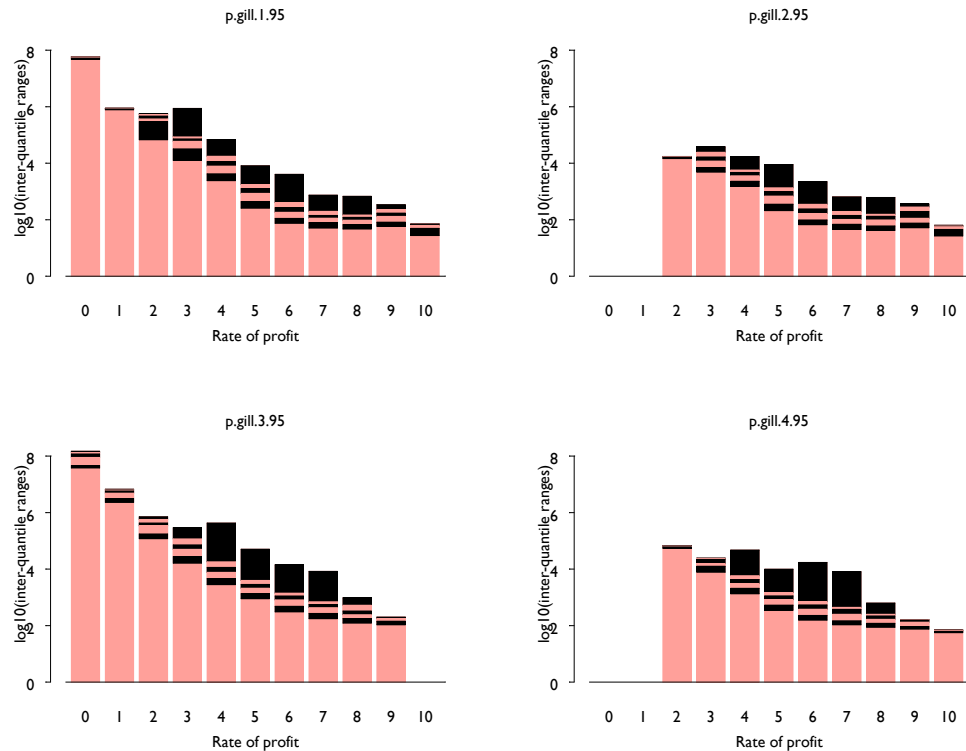 p.gill.1.95
log10(inter-quantile ranges)
8
6
4
2
0
0 1 2 3 4 5 6 7 8 9 10
Rate of profit
p.gill.2.95
log10(inter-quantile ranges)
8
6
4
2
0
0 1 2 3 4 5 6 7 8 9 10
Rate of profit
p.gill.3.95
log10(inter-quantile ranges)
8
6
4
2
0
0 1 2 3 4 5 6 7 8 9 10
Rate of profit
p.gill.4.95
log10(inter-quantile ranges)
8
6
4
2
0
0 1 2 3 4 5 6 7 8 9 10
Rate of profit